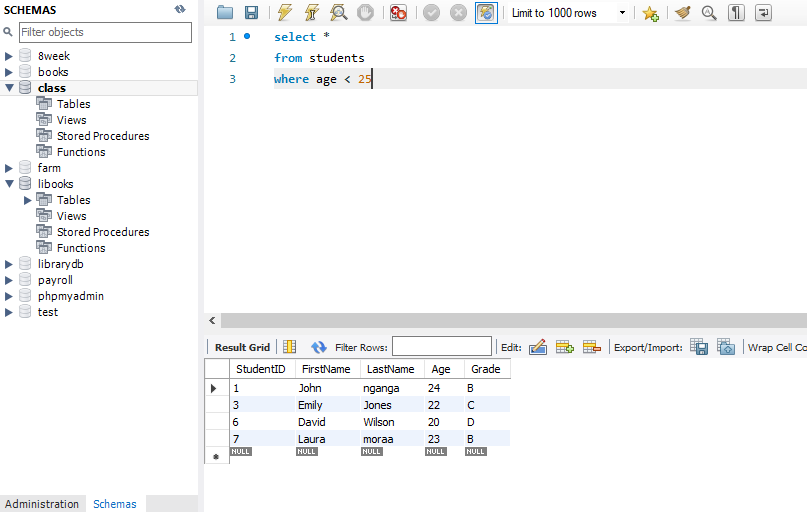 SCHEMAS
Filter objects
8week
books
class
Tables
Views
Stored Procedures
Functions
farm
libooks
Tables
Views
Stored Procedures
Functions
librarydb
payroll
phpmyadmin
test
Administration Schemas
Limit to 1000 rows
1 select *
2 from students
3 where age < 25
Result Grid Filter Rows: Edit: Export/Import: Wrap Cell Co
StudentID FirstName LastName Age Grade
1 John nganga 24 B
3 Emily Jones 22 C
6 David Wilson 20 D
7 Laura moraa 23 B
NULL NULL NULL NULL NULL